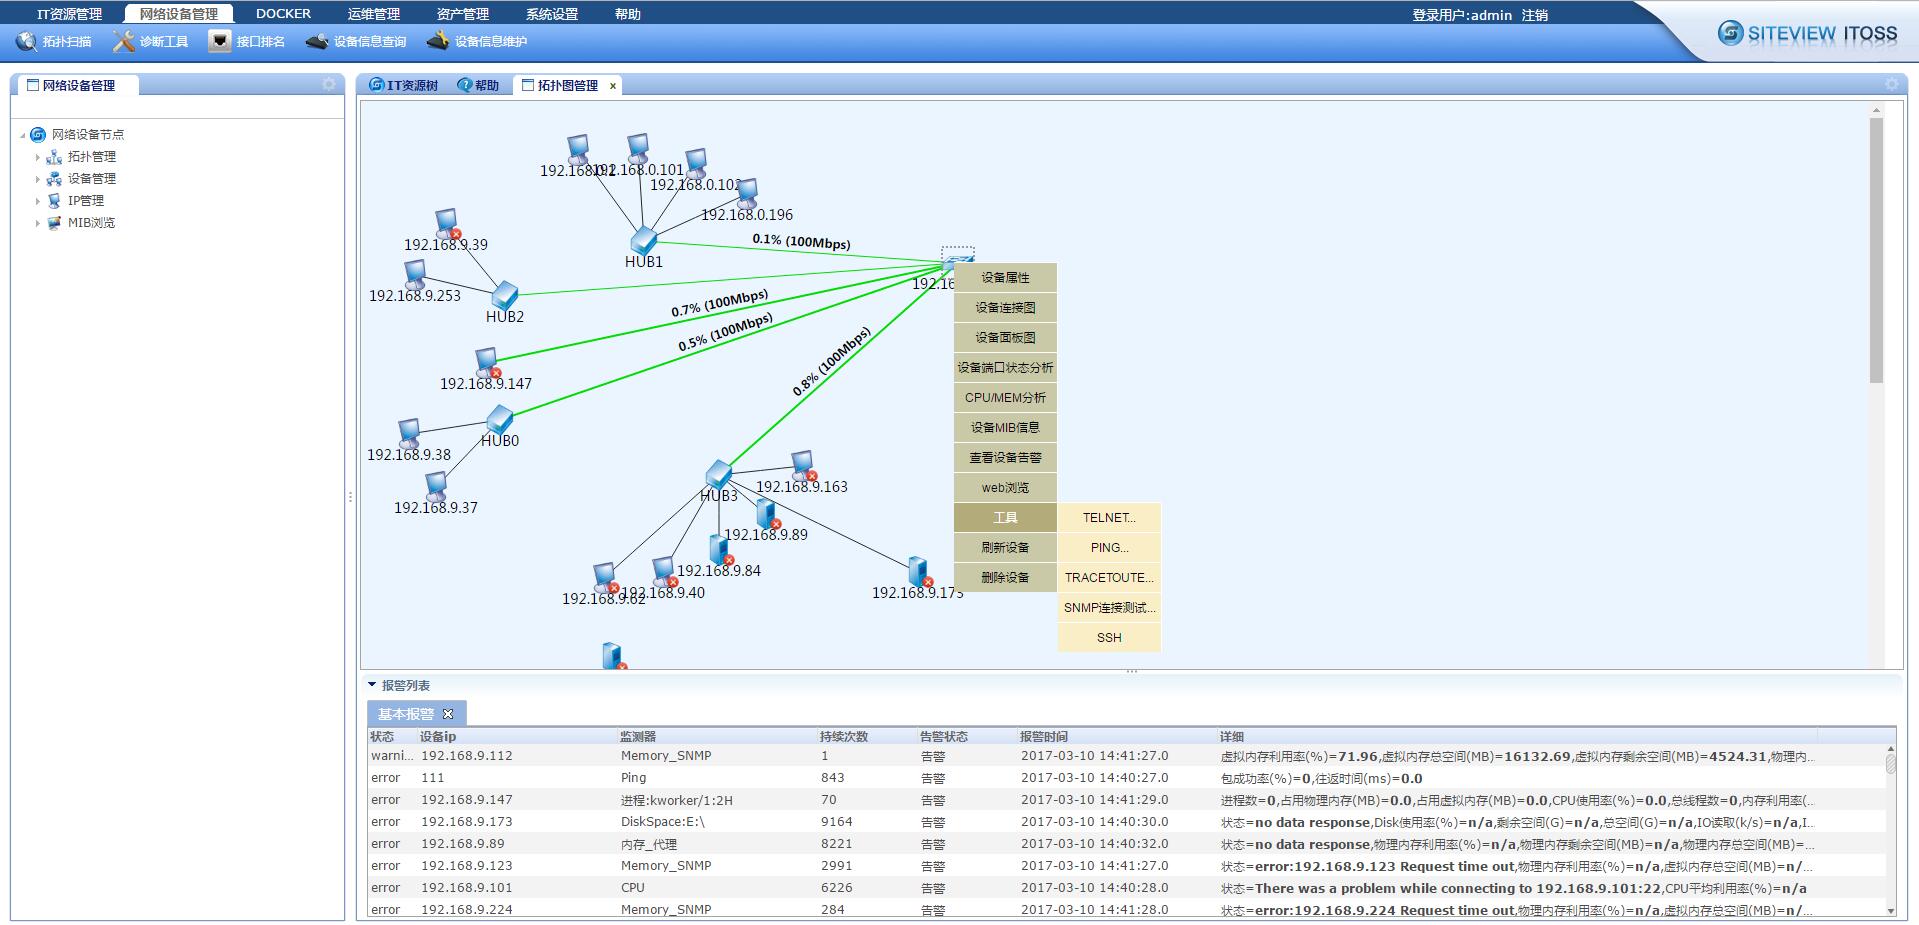 IT资源管理 网络设备管理 DOCKER 运维管理 资产管理 系统设置 帮助 登录用户:admin 注销
拓扑扫描 诊断工具 接口排名 设备信息查询 设备信息维护
SITEVIEW ITOSS
网络设备管理
网络设备节点
拓扑管理
设备管理
IP管理
MIB浏览
IT资源树 帮助 拓扑图管理 x
192.168.0.101
192.168.0.102
192.168.0.196
192.168.9.39
HUB1
0.1% (100Mbps)
192.168.9.253
HUB2
0.7% (100Mbps)
0.5% (100Mbps)
0.8% (100Mbps)
192.168.9.147
HUB0
192.168.9.38
192.168.9.37
HUB3
192.168.9.163
192.168.9.89
192.168.9.84
192.168.9.62
192.168.9.40
192.168.9.173
设备属性
设备连接图
设备面板图
设备端口状态分析
CPU/MEM分析
设备MIB信息
查看设备告警
web浏览
工具
刷新设备
删除设备
TELNET...
PING...
TRACETOUTE...
SNMP连接测试...
SSH
报警列表
基本报警
状态 设备ip 监测器 持续次数 告警状态 报警时间 详细
warni... 192.168.9.112 Memory_SNMP 1 告警 2017-03-10 14:41:27.0 虚拟内存利用率(%)=71.96,虚拟内存总空间(MB)=16132.69,虚拟内存剩余空间(MB)=4524.31,物理内...
error 111 Ping 843 告警 2017-03-10 14:40:27.0 包成功率(%)=0,往返时间(ms)=0.0
error 192.168.9.147 进程:kworker/1:2H 70 告警 2017-03-10 14:41:29.0 进程数=0,占用物理内存(MB)=0.0,占用虚拟内存(MB)=0.0,CPU使用率(%)=0.0,总线程数=0,内存利用率(...
error 192.168.9.173 DiskSpace:E:\ 9164 告警 2017-03-10 14:40:30.0 状态=no data response,Disk使用率(%)=n/a,剩余空间(G)=n/a,总空间(G)=n/a,IO读取(k/s)=n/a,I...
error 192.168.9.89 内存_代理 8221 告警 2017-03-10 14:40:32.0 状态=no data response,物理内存利用率(%)=n/a,物理内存剩余空间(MB)=n/a,物理内存总空间(MB)=...
error 192.168.9.123 Memory_SNMP 2991 告警 2017-03-10 14:41:27.0 状态=error:192.168.9.123 Request time out,物理内存利用率(%)=n/a,虚拟内存总空间(MB)=n/...
error 192.168.9.101 CPU 6226 告警 2017-03-10 14:40:28.0 状态=There was a problem while connecting to 192.168.9.101:22,CPU平均利用率(%)=n/a
error 192.168.9.224 Memory_SNMP 284 告警 2017-03-10 14:41:28.0 状态=error:192.168.9.224 Request time out,物理内存利用率(%)=n/a,虚拟内存总空间(MB)=n/...